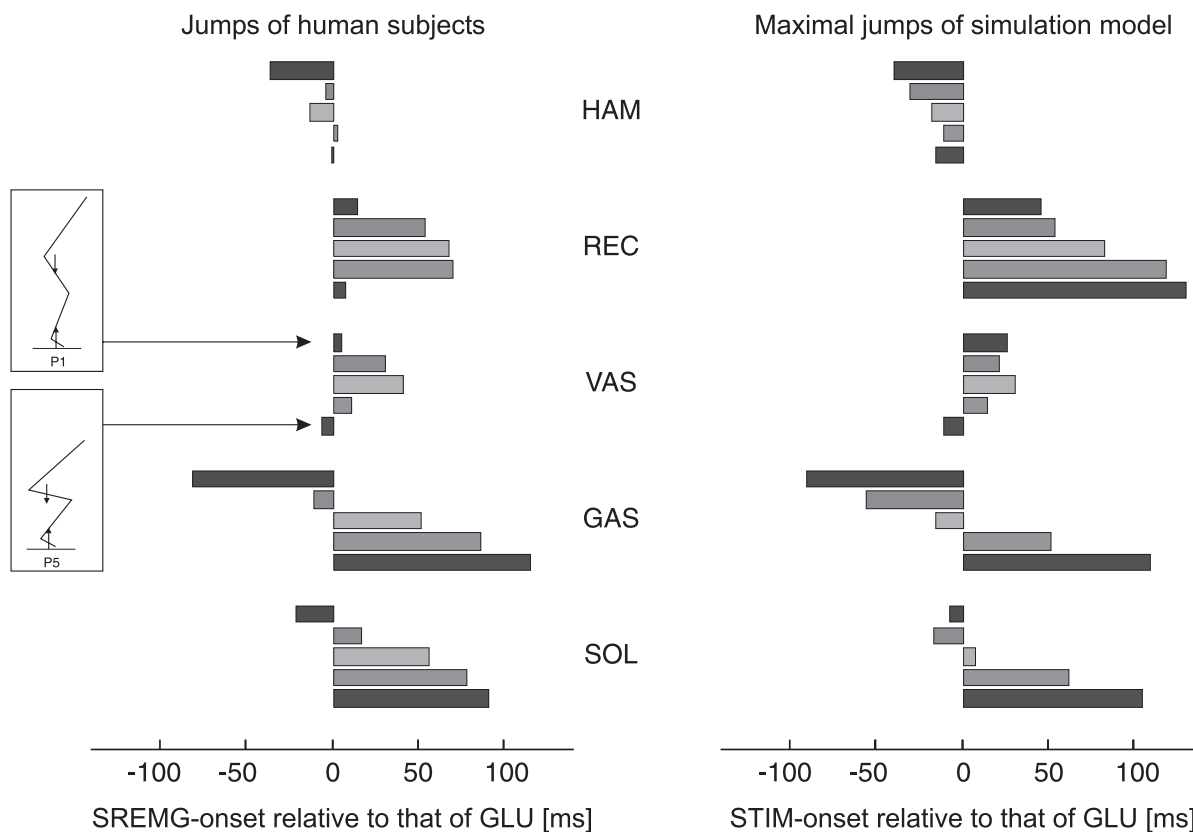 Jumps of human subjects
Maximal jumps of simulation model
HAM
REC
P1
VAS
P5
GAS
SOL
-100 -50 0 50 100
-100 -50 0 50 100
SREMG-onset relative to that of GLU [ms]
STIM-onset relative to that of GLU [ms]